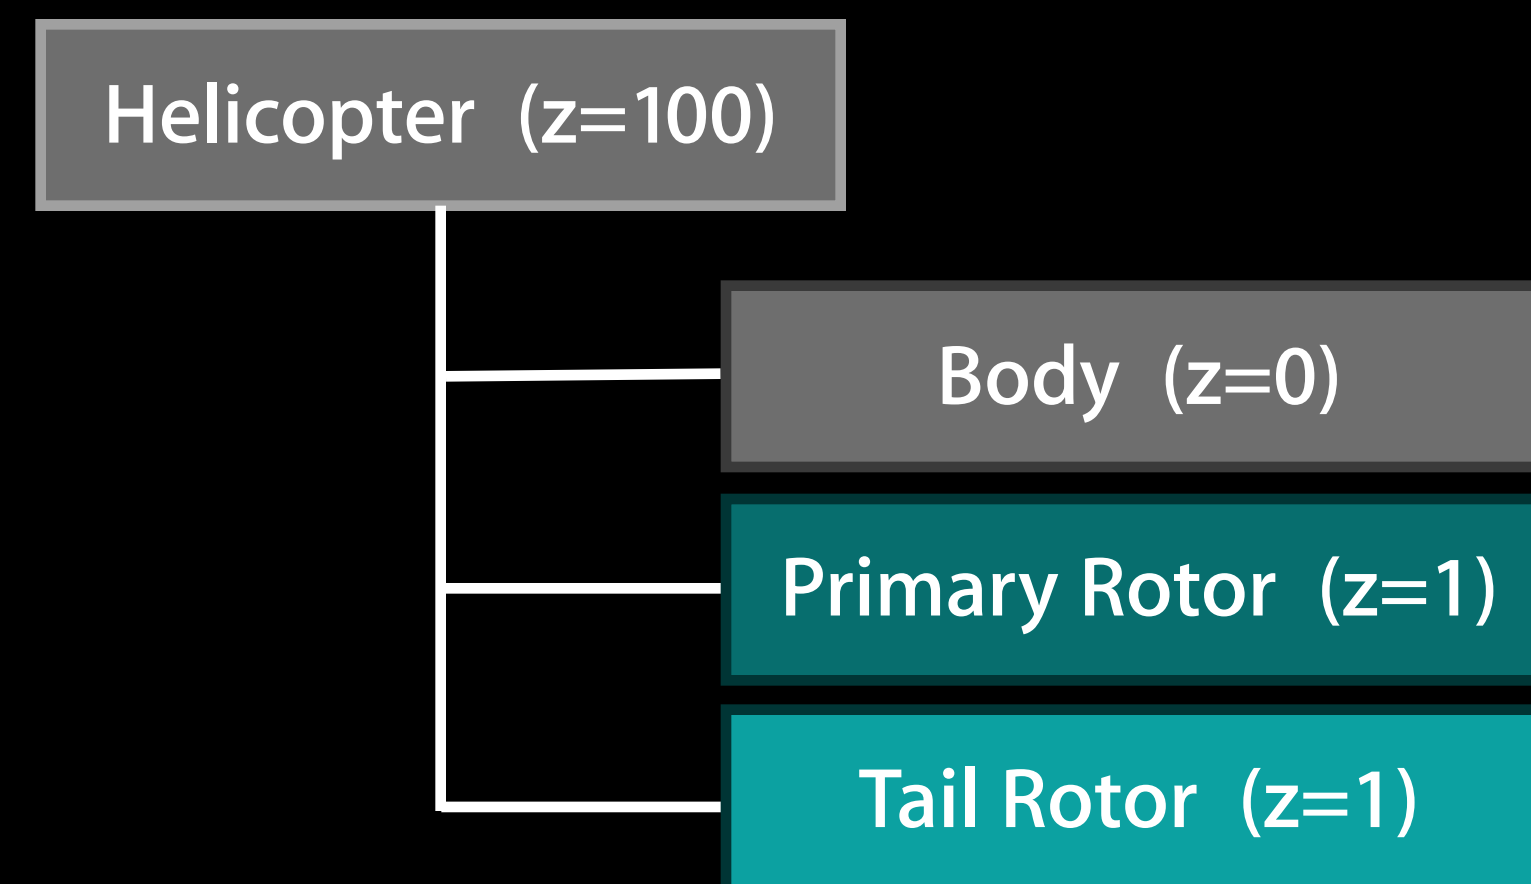 Helicopter (z=100)
Body (z=0)
Primary Rotor (z=1)
Tail Rotor (z=1)